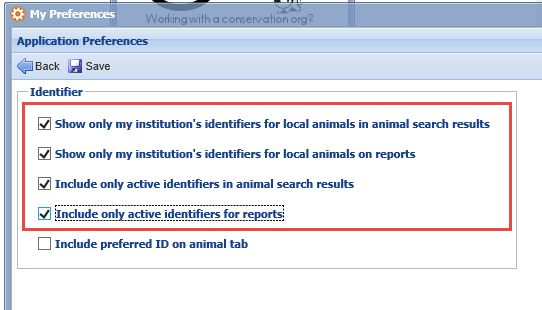 Working with a conservation org?
My Preferences
Application Preferences
Back Save
Identifier
Show only my institution's identifiers for local animals in animal search results
Show only my institution's identifiers for local animals on reports
Include only active identifiers in animal search results
Include only active identifiers for reports
Include preferred ID on animal tab